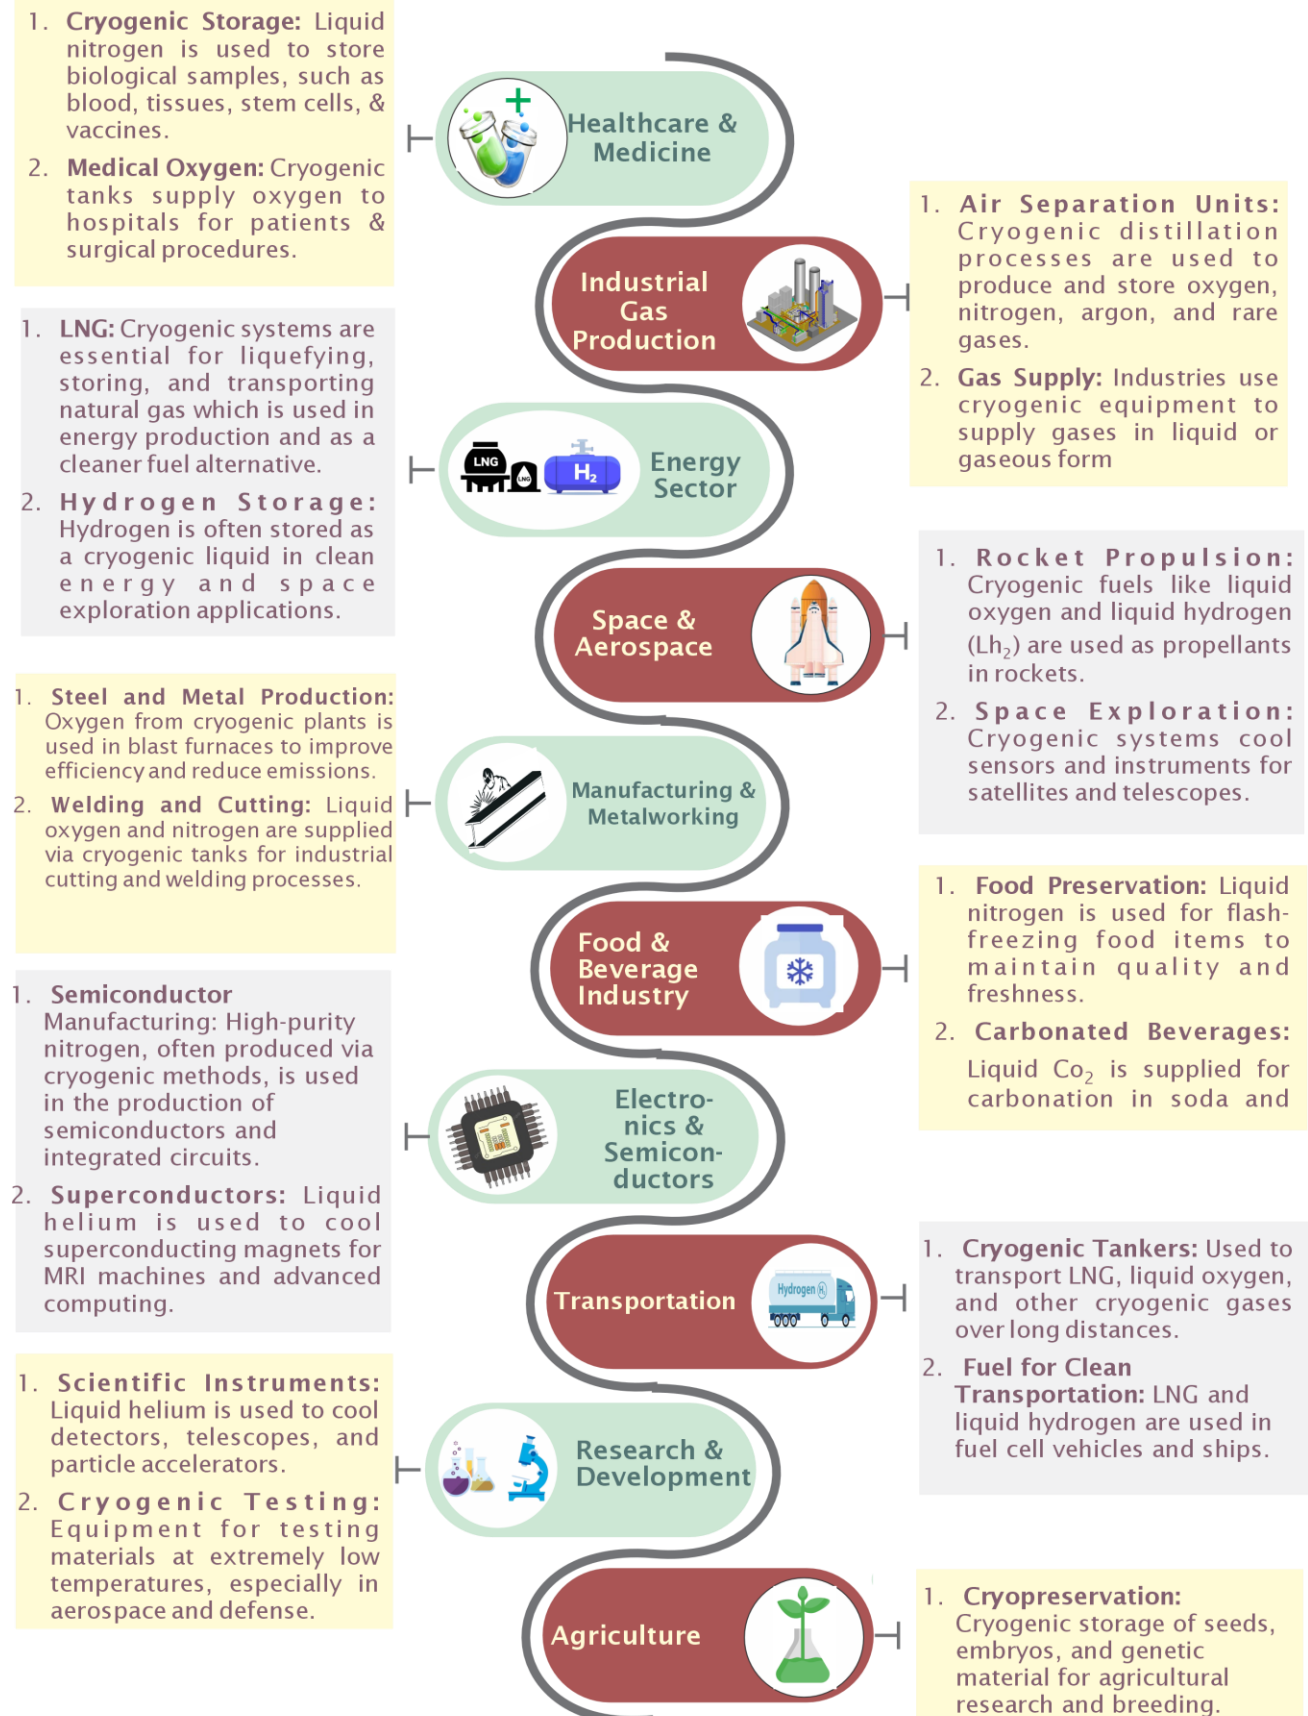 1. Cryogenic Storage: Liquid
nitrogen is used to store
biological samples, such as
blood, tissues, stem cells, &
vaccines.
2. Medical Oxygen: Cryogenic
tanks supply oxygen to
hospitals for patients &
surgical procedures.
Healthcare &
Medicine
Industrial
Gas
Production
1. Air Separation Units:
Cryogenic distillation
processes are used to
produce and store oxygen,
nitrogen, argon, and rare
gases.
2. Gas Supply: Industries use
cryogenic equipment to
supply gases in liquid or
gaseous form
1. LNG: Cryogenic systems are
essential for liquefying,
storing, and transporting
natural gas which is used in
energy production and as a
cleaner fuel alternative.
2. Hydrogen Storage:
Hydrogen is often stored as
a cryogenic liquid in clean
energy and space
exploration applications.
LNG
LNG
H₂
Energy
Sector
Space &
Aerospace
1. Rocket Propulsion:
Cryogenic fuels like liquid
oxygen and liquid hydrogen
(Lh₂) are used as propellants
in rockets.
2. Space Exploration:
Cryogenic systems cool
sensors and instruments for
satellites and telescopes.
1. Steel and Metal Production:
Oxygen from cryogenic plants is
used in blast furnaces to improve
efficiency and reduce emissions.
2. Welding and Cutting: Liquid
oxygen and nitrogen are supplied
via cryogenic tanks for industrial
cutting and welding processes.
Manufacturing &
Metalworking
Food &
Beverage
Industry
1. Food Preservation: Liquid
nitrogen is used for flash-
freezing food items to
maintain quality and
freshness.
2. Carbonated Beverages:
Liquid Co₂ is supplied for
carbonation in soda and
1. Semiconductor
Manufacturing: High-purity
nitrogen, often produced via
cryogenic methods, is used
in the production of
semiconductors and
integrated circuits.
2. Superconductors: Liquid
helium is used to cool
superconducting magnets for
MRI machines and advanced
computing.
Electro-
nics &
Semicon-
ductors
Transportation
Hydrogen H₂
1. Cryogenic Tankers: Used to
transport LNG, liquid oxygen,
and other cryogenic gases
over long distances.
2. Fuel for Clean
Transportation: LNG and
liquid hydrogen are used in
fuel cell vehicles and ships.
1. Scientific Instruments:
Liquid helium is used to cool
detectors, telescopes, and
particle accelerators.
2. Cryogenic Testing:
Equipment for testing
materials at extremely low
temperatures, especially in
aerospace and defense.
Research &
Development
Agriculture
1. Cryopreservation:
Cryogenic storage of seeds,
embryos, and genetic
material for agricultural
research and breeding.